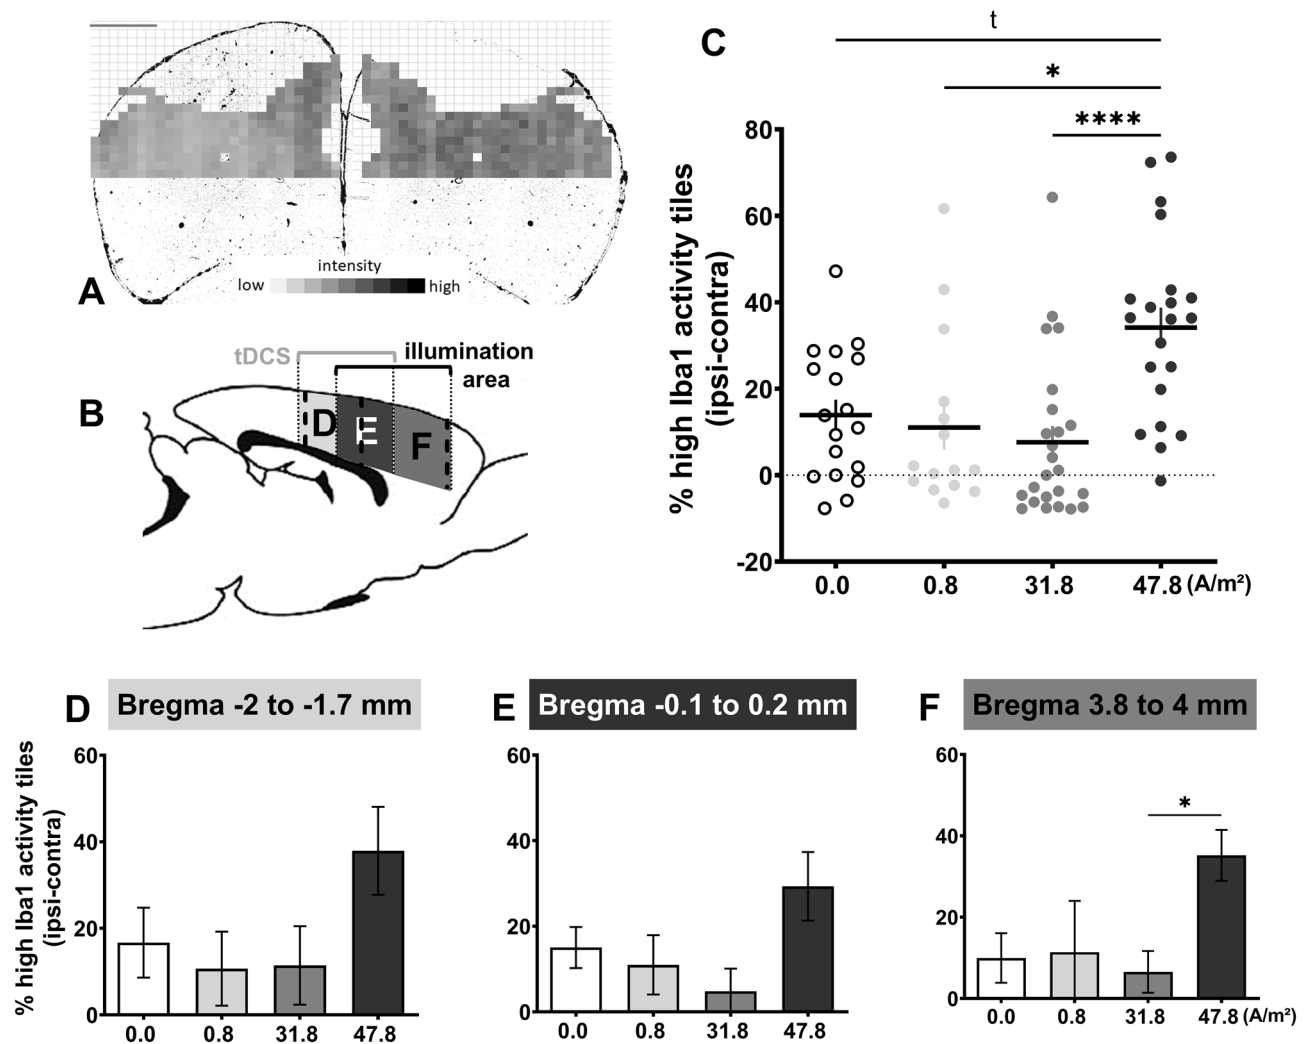 A
intensity
low
high
B
tDCS
illumination
area
D
E
F
C
t
*
*
****
% high Iba1 activity tiles
(ipsi-contra)
80
60
40
20
0
-20
0.0
0.8
31.8
47.8 (A/m²)
D
Bregma -2 to -1.7 mm
% high Iba1 activity tiles
(ipsi-contra)
60
40
20
0
0.0
0.8
31.8
47.8
E
Bregma -0.1 to 0.2 mm
60
40
20
0
0.0
0.8
31.8
47.8
F
Bregma 3.8 to 4 mm
60
40
20
0
*
0.0
0.8
31.8
47.8 (A/m²)